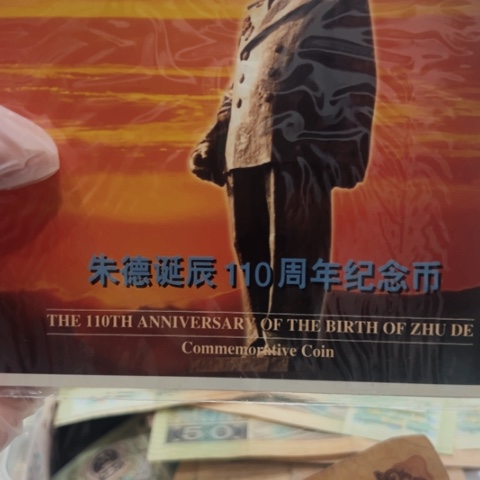 朱德诞辰110周年纪念币
THE 110TH ANNIVERSARY OF THE BIRTH OF ZHU DE
Commemorative Coin
50